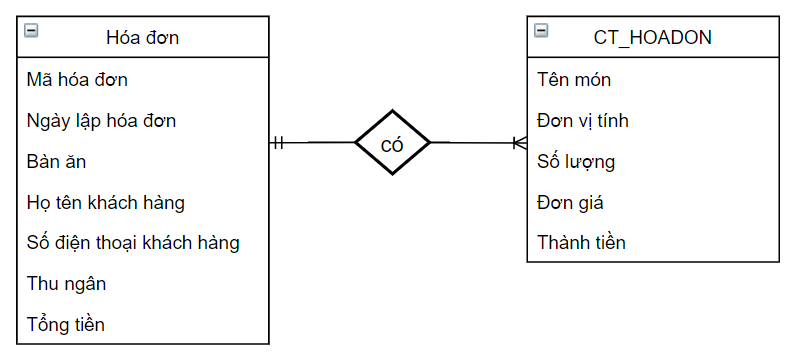 Hóa đơn
Mã hóa đơn
Ngày lập hóa đơn
Bàn ăn
Họ tên khách hàng
Số điện thoại khách hàng
Thu ngân
Tổng tiền
có
CT_HOADON
Tên món
Đơn vị tính
Số lượng
Đơn giá
Thành tiền